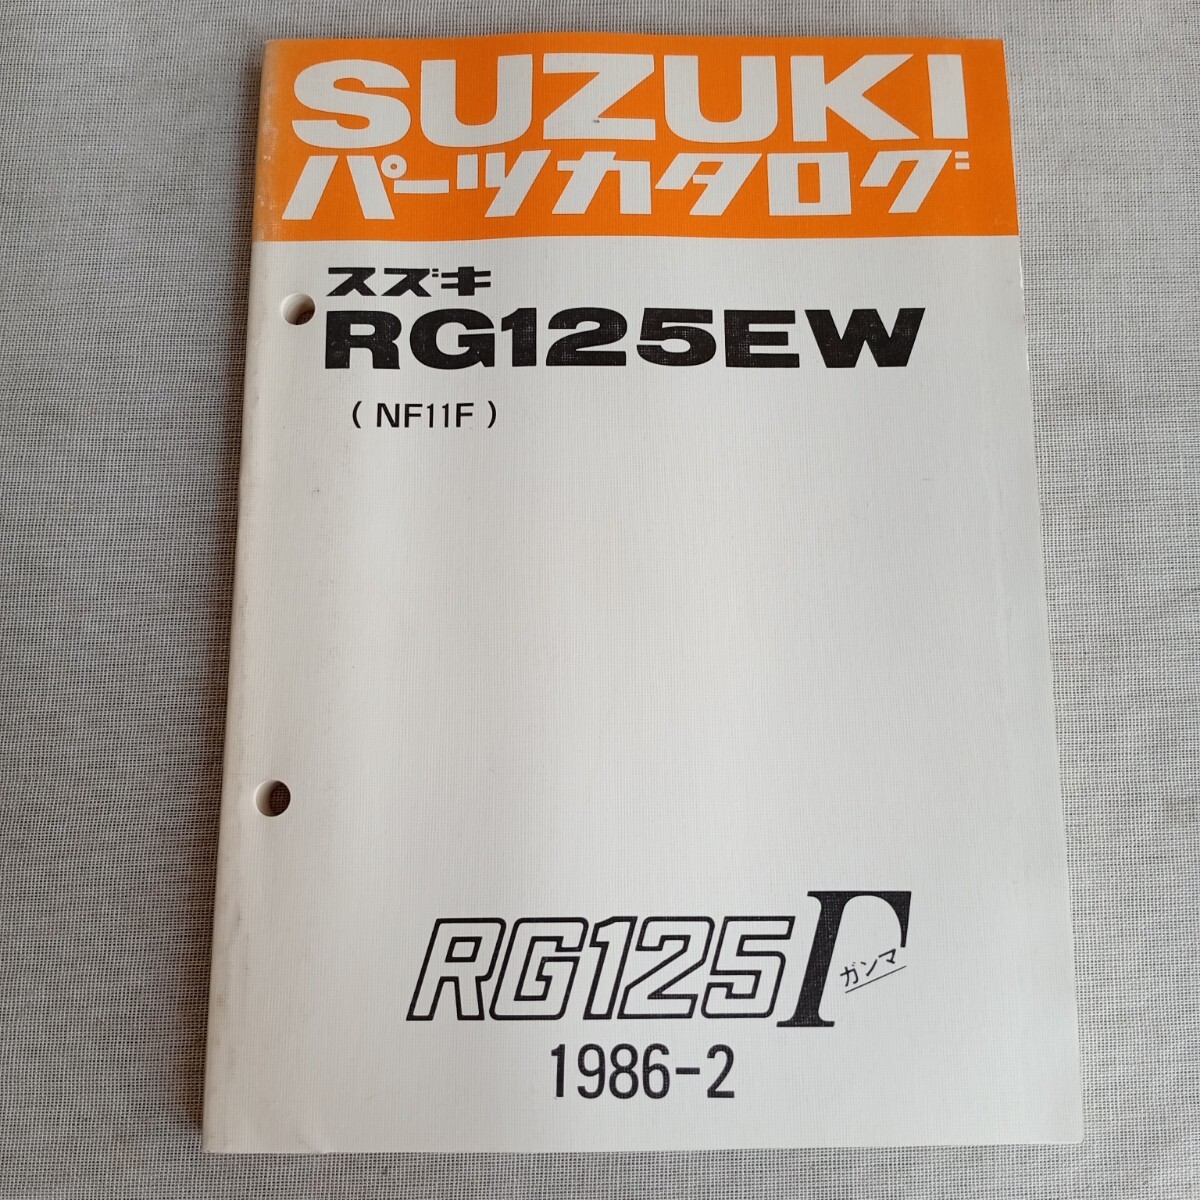 SUZUKI
パーツカタログ
スズキ
RG125EW
( NF11F )
RG125Γ
ガンマ
1986-2